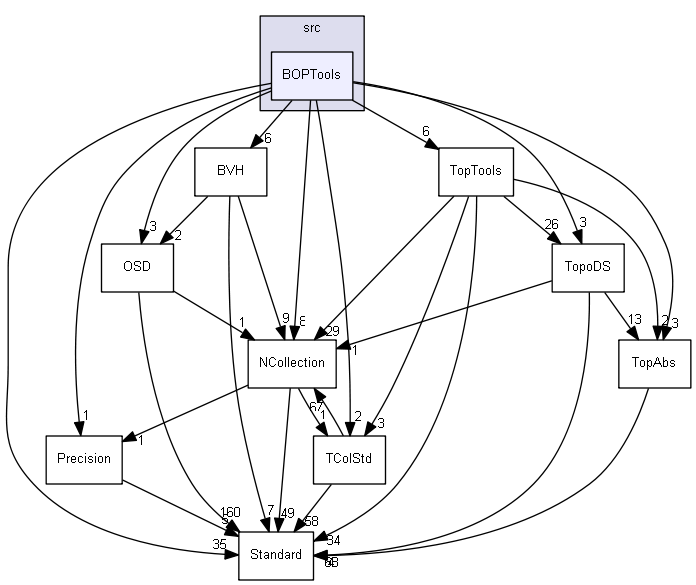 src
BOPTools
6
6
BVH
TopTools
3
2
26
3
OSD
TopoDS
1
9
8
29
1
13
2
3
NCollection
TopAbs
67
1
1
1
2
3
Precision
TColStd
7
49
58
35
34
Standard